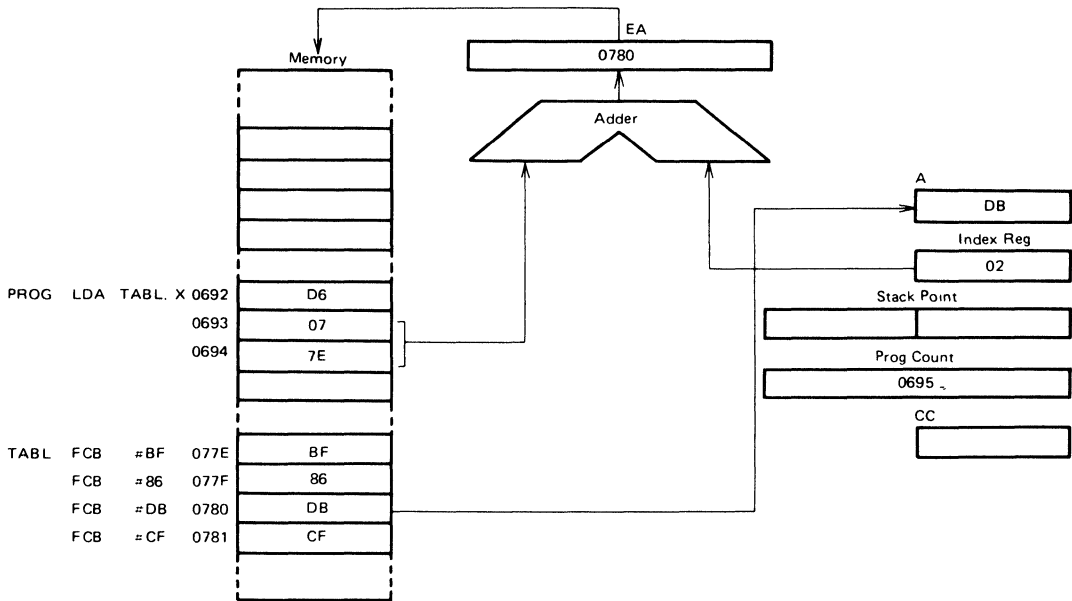 EA
0780
Memory
Adder
A
DB
Index Reg
02
Stack Point
Prog Count
0695
CC
PROG LDA TABL, X 0692 D6
0693 07
0694 7E
TABL FCB #BF 077E BF
FCB #86 077F 86
FCB #DB 0780 DB
FCB #CF 0781 CF